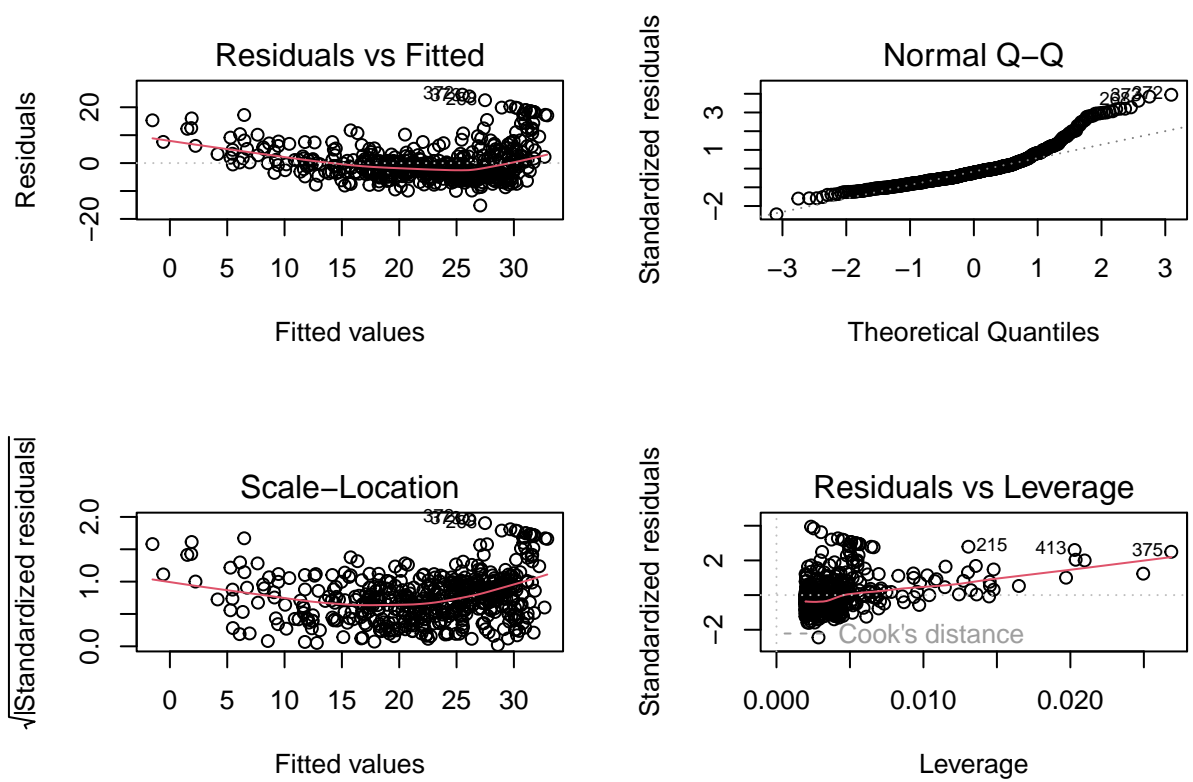 Residuals vs Fitted
Residuals
20
0
−20
0 5 10 15 20 25 30
Fitted values
Normal Q−Q
Standardized residuals
3
1
−2
372
−3 −2 −1 0 1 2 3
Theoretical Quantiles
Scale−Location
√|Standardized residuals|
2.0
1.0
0.0
0 5 10 15 20 25 30
Fitted values
Residuals vs Leverage
Standardized residuals
2
−2
215
413
375
Cook's distance
0.000 0.010 0.020
Leverage